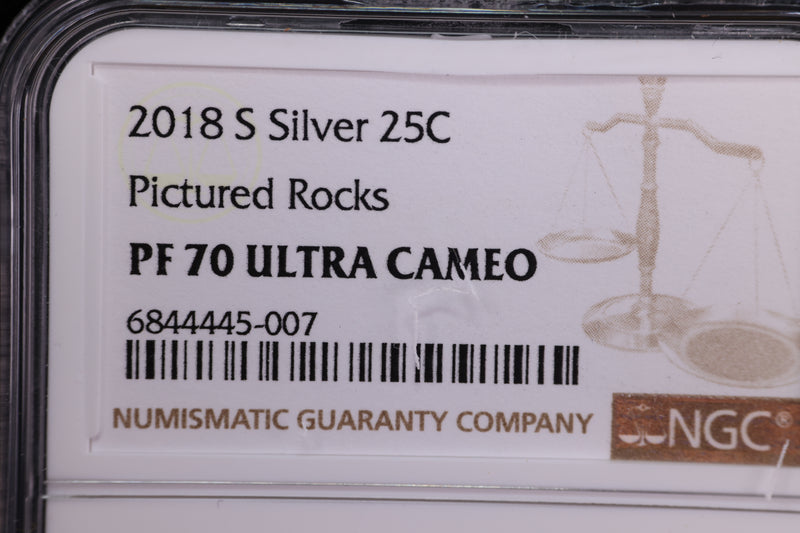 2018 S Silver 25C
Pictured Rocks
PF 70 ULTRA CAMEO
6844445-007
NUMISMATIC GUARANTY COMPANY
NGC®